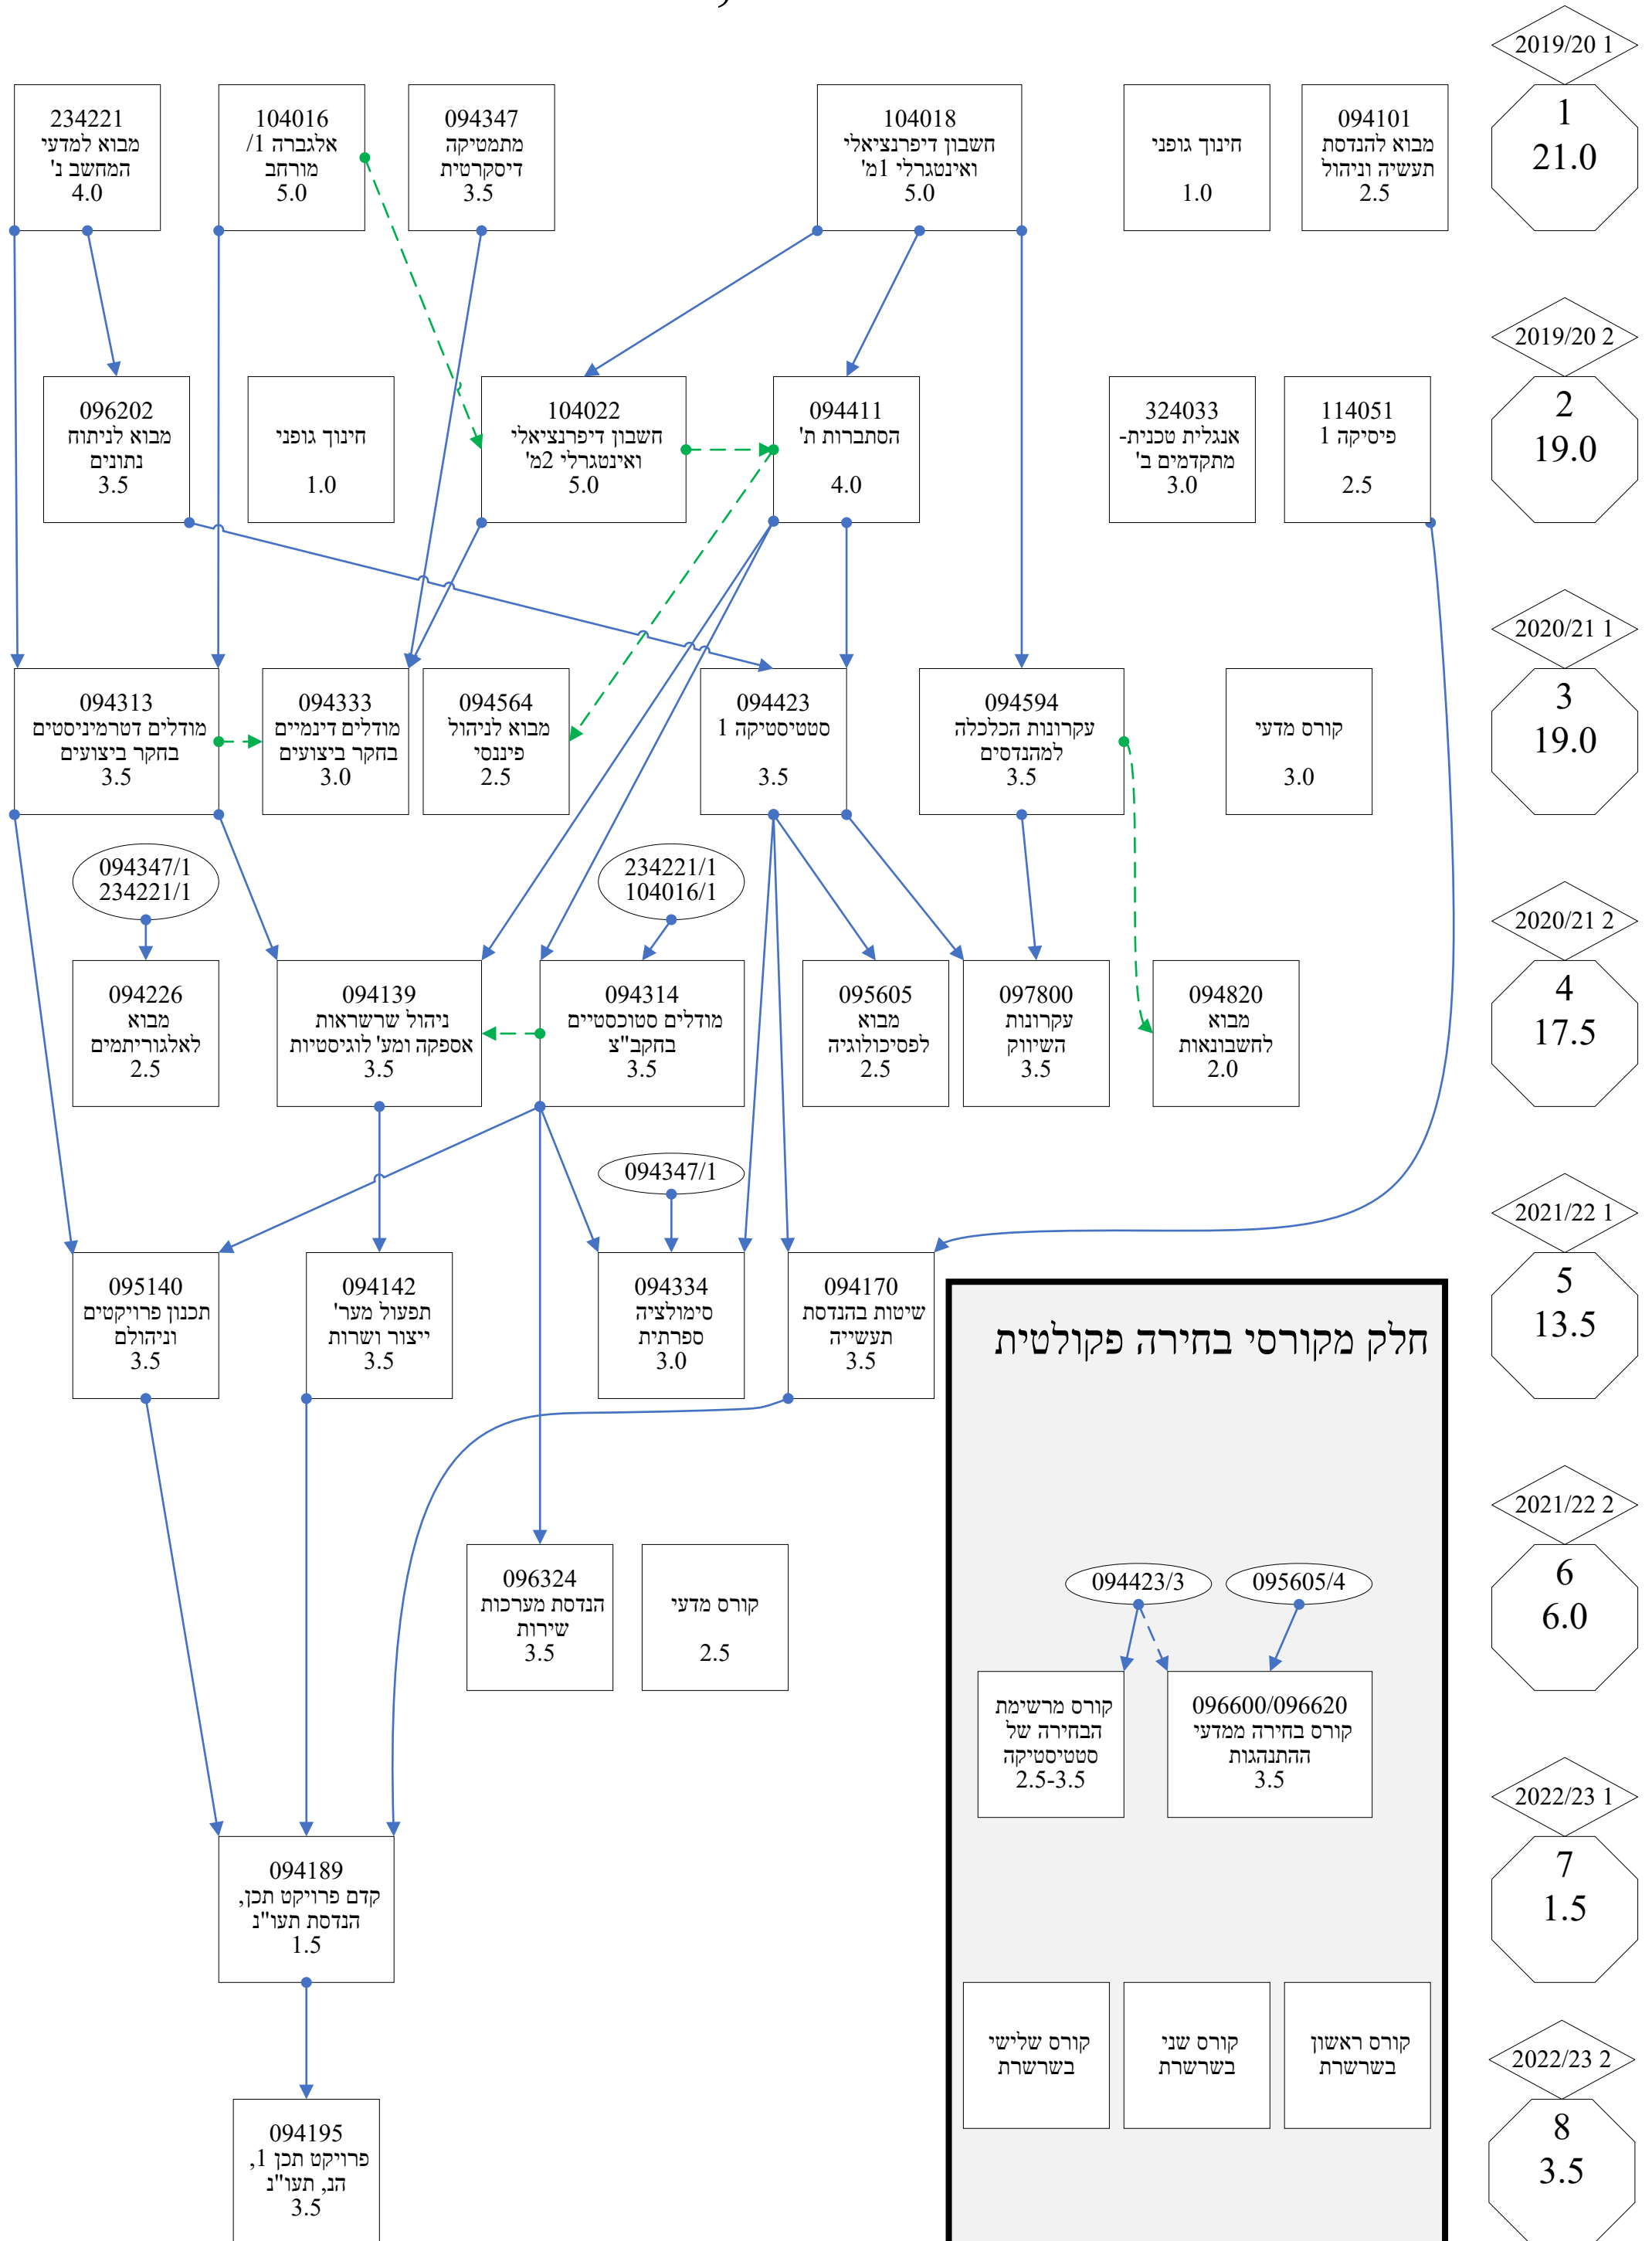 2019/20 1
1
21.0
094101
מבוא להנדסת
תעשיה וניהול
2.5
חינוך גופני
1.0
104018
חשבון דיפרנציאלי
ואינטגרלי 1מ'
5.0
094347
מתמטיקה
דיסקרטית
3.5
104016
אלגברה 1/
מורחב
5.0
234221
מבוא למדעי
המחשב נ'
4.0
2019/20 2
2
19.0
114051
פיסיקה 1
2.5
324033
אנגלית טכנית-
מתקדמים ב'
3.0
094411
הסתברות ת'
4.0
104022
חשבון דיפרנציאלי
ואינטגרלי 2מ'
5.0
חינוך גופני
1.0
096202
מבוא לניתוח
נתונים
3.5
2020/21 1
3
19.0
קורס מדעי
3.0
094594
עקרונות הכלכלה
למהנדסים
3.5
094423
סטטיסטיקה 1
3.5
094564
מבוא לניהול
פיננסי
2.5
094333
מודלים דינמיים
בחקר ביצועים
3.0
094313
מודלים דטרמיניסטים
בחקר ביצועים
3.5
234221/1
104016/1
094347/1
234221/1
2020/21 2
4
17.5
094820
מבוא
לחשבונאות
2.0
097800
עקרונות
השיווק
3.5
095605
מבוא
לפסיכולוגיה
2.5
094314
מודלים סטוכסטיים
בחקב"צ
3.5
094139
ניהול שרשראות
אספקה ומע' לוגיסטיות
3.5
094226
מבוא
לאלגוריתמים
2.5
094347/1
2021/22 1
5
13.5
094170
שיטות בהנדסת
תעשייה
3.5
094334
סימולציה
ספרתית
3.0
094142
תפעול מער'
ייצור ושרות
3.5
095140
תכנון פרויקטים
וניהולם
3.5
חלק מקורסי בחירה פקולטית
2021/22 2
6
6.0
095605/4
094423/3
096600/096620
קורס בחירה ממדעי
ההתנהגות
3.5
קורס מרשימת
הבחירה של
סטטיסטיקה
2.5-3.5
קורס מדעי
2.5
096324
הנדסת מערכות
שירות
3.5
2022/23 1
7
1.5
094189
קדם פרויקט תכן,
הנדסת תעו"נ
1.5
2022/23 2
8
3.5
קורס ראשון
בשרשרת
קורס שני
בשרשרת
קורס שלישי
בשרשרת
094195
פרויקט תכן 1,
הנ, תעו"נ
3.5